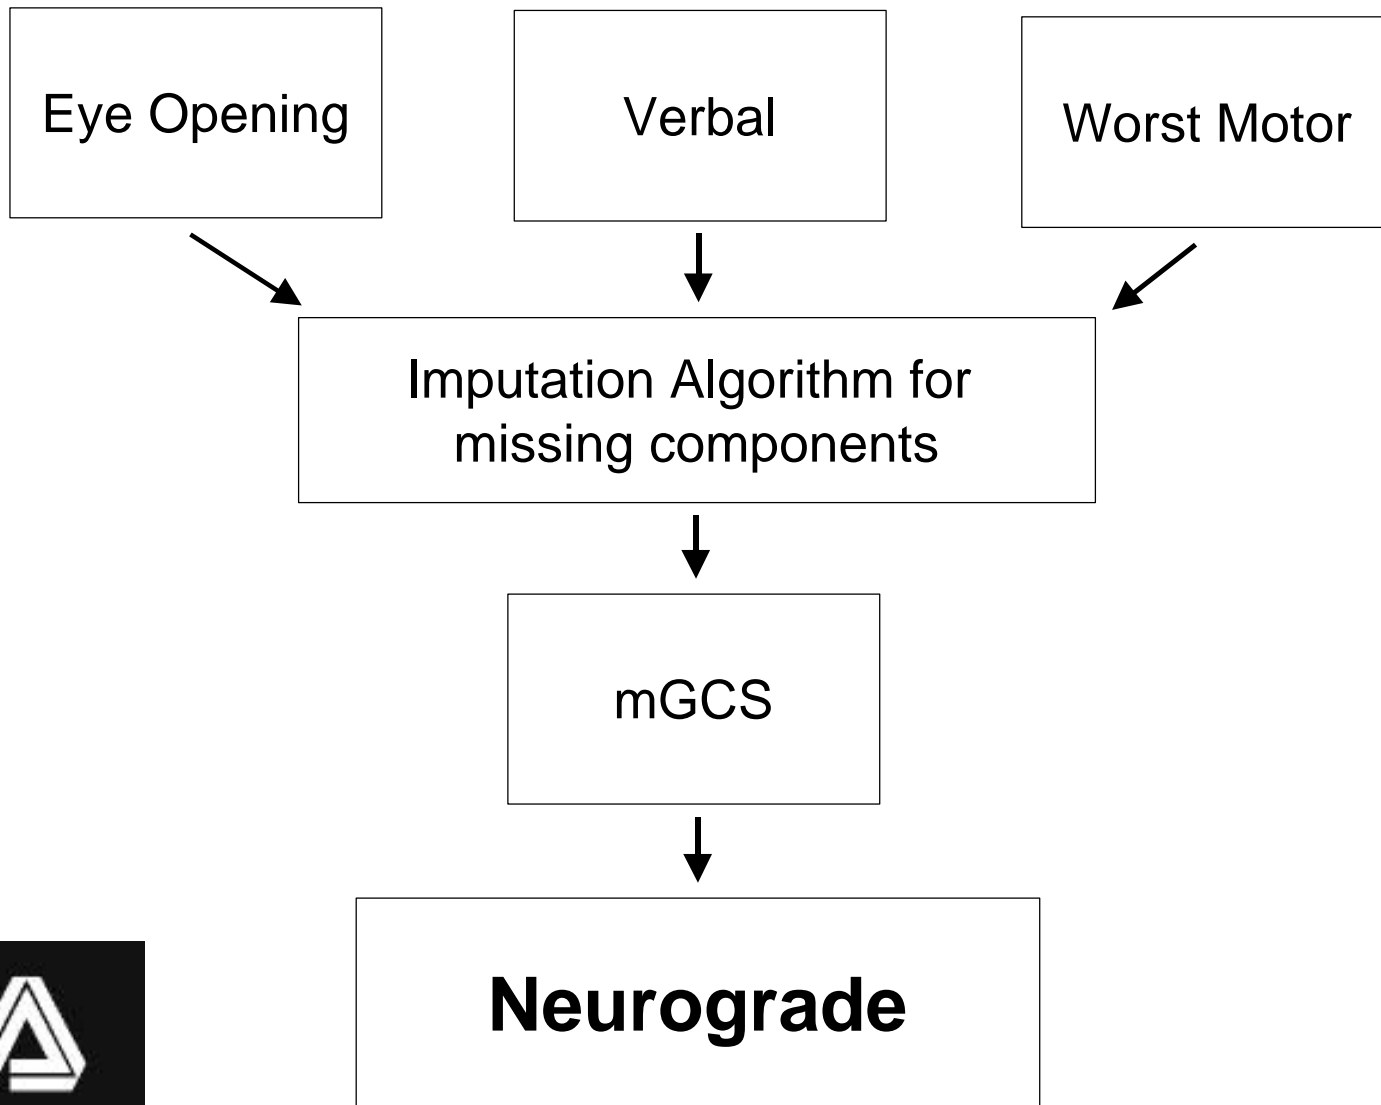 Eye Opening
Verbal
Worst Motor
Imputation Algorithm for
missing components
mGCS
Neurograde